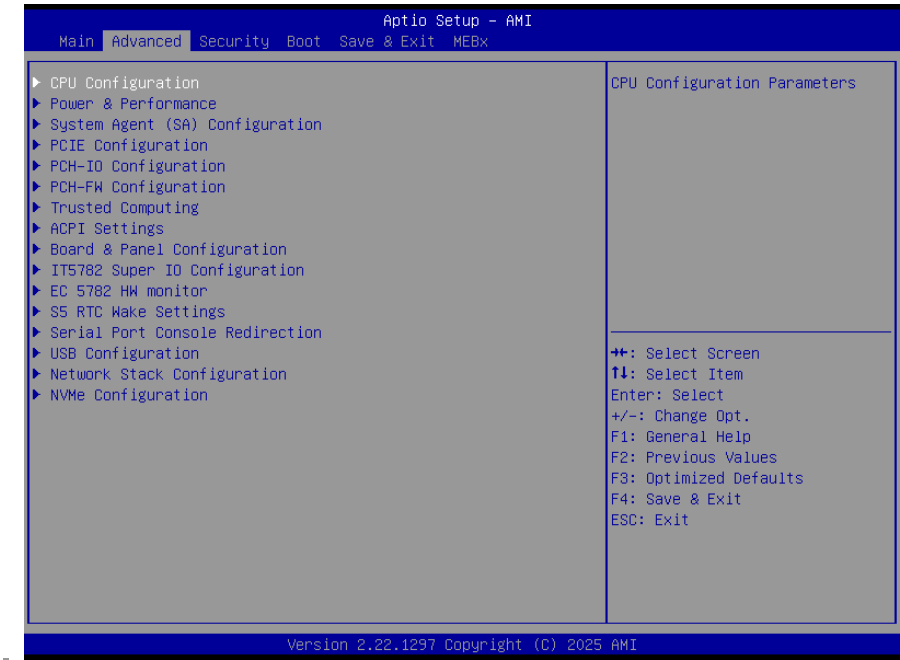 Aptio Setup – AMI
Main Advanced Security Boot Save & Exit MEBx
CPU Configuration
Power & Performance
System Agent (SA) Configuration
PCIE Configuration
PCH-IO Configuration
PCH-FW Configuration
Trusted Computing
ACPI Settings
Board & Panel Configuration
IT5782 Super IO Configuration
EC 5782 HW monitor
S5 RTC Wake Settings
Serial Port Console Redirection
USB Configuration
Network Stack Configuration
NVMe Configuration
CPU Configuration Parameters
→←: Select Screen
↑↓: Select Item
Enter: Select
+/-: Change Opt.
F1: General Help
F2: Previous Values
F3: Optimized Defaults
F4: Save & Exit
ESC: Exit
Version 2.22.1297 Copyright (C) 2025 AMI